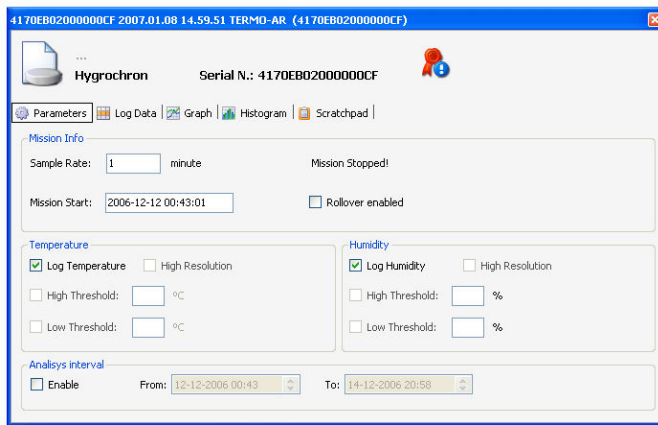 4170EB02000000CF 2007.01.08 14.59.51 TERMO-AR (4170EB02000000CF)
...
Hygrochron Serial N.: 4170EB02000000CF
Parameters Log Data Graph Histogram Scratchpad
Mission Info
Sample Rate: 1 minute Mission Stopped!
Mission Start: 2006-12-12 00:43:01 Rollover enabled
Temperature Humidity
Log Temperature High Resolution Log Humidity High Resolution
High Threshold: ºC High Threshold: %
Low Threshold: ºC Low Threshold: %
Analisys interval
Enable From: 12-12-2006 00:43 To: 14-12-2006 20:58